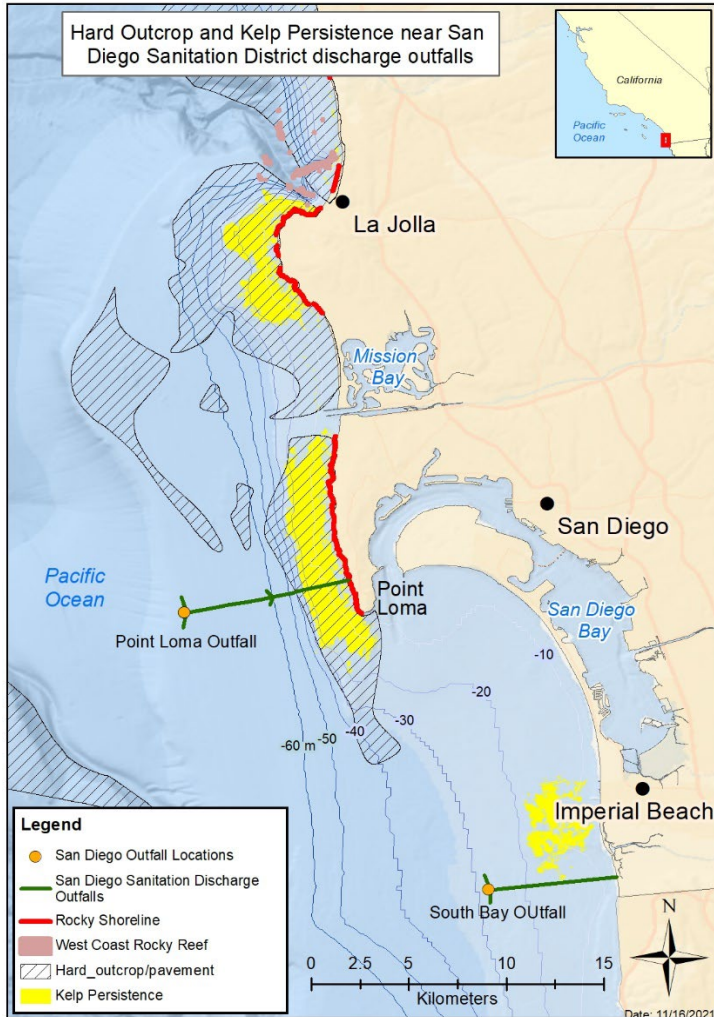 Hard Outcrop and Kelp Persistence near San
Diego Sanitation District discharge outfalls
California
Pacific
Ocean
La Jolla
Mission
Bay
San Diego
Pacific
Ocean
Point
Loma
San Diego
Bay
Point Loma Outfall
-10
-20
-30
-40
-50
-60 m
Imperial Beach
South Bay OUtfall
Legend
San Diego Outfall Locations
San Diego Sanitation Discharge
Outfalls
Rocky Shoreline
West Coast Rocky Reef
Hard_outcrop/pavement
Kelp Persistence
N
0 2.5 5 10 15
Kilometers
Date: 11/16/2021